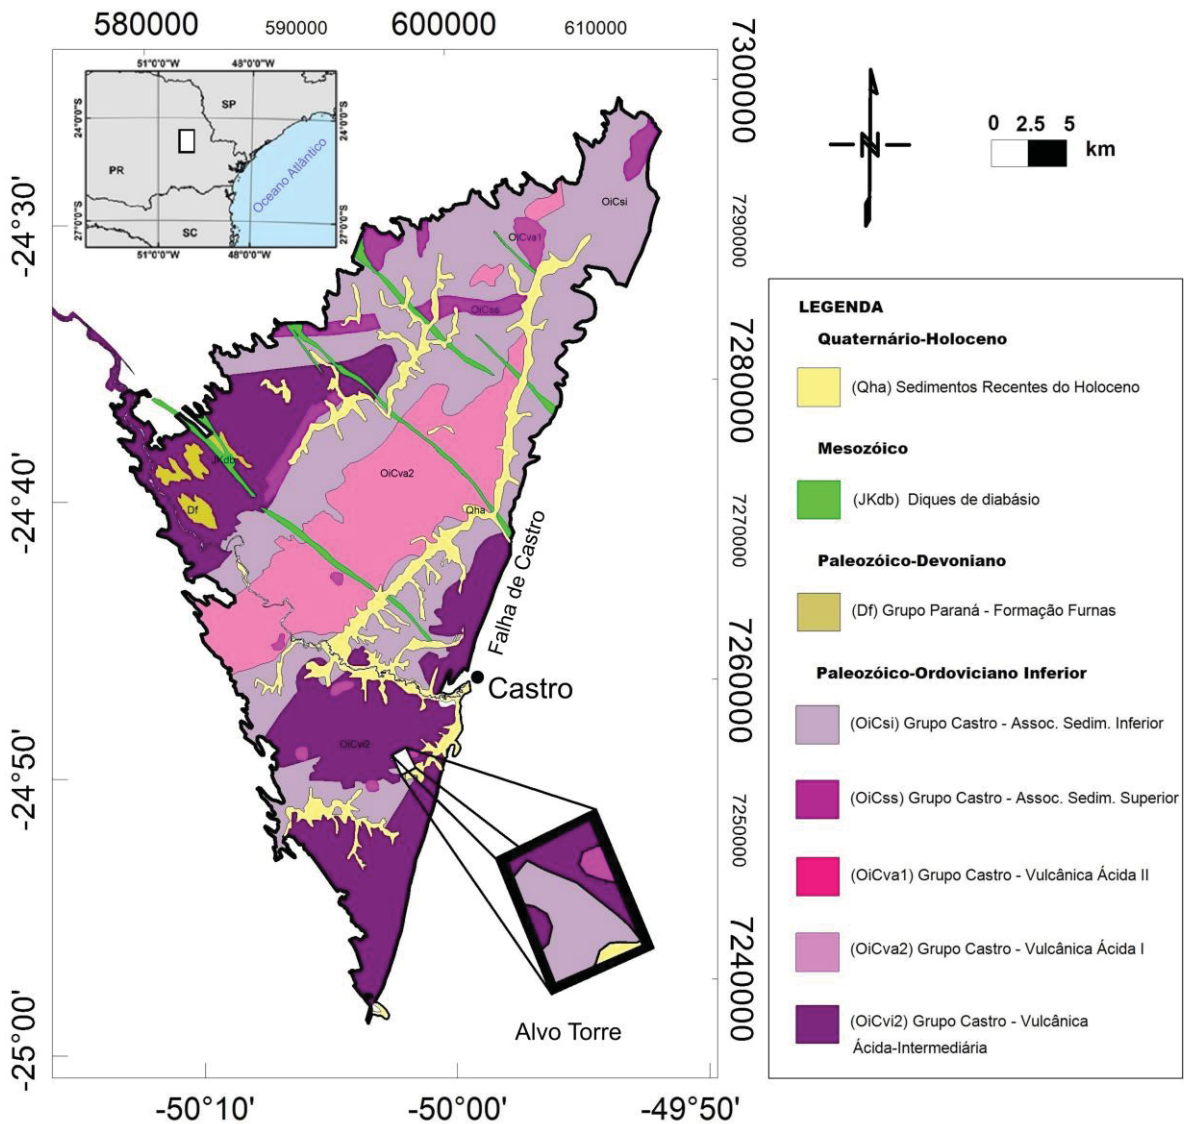 580000
590000
600000
610000
51°0'0"W
48°0'0"W
24°0'0"S
27°0'0"S
SP
PR
SC
Oceano Atlântico
51°0'0"W
48°0'0"W
24°0'0"S
27°0'0"S
7300000
7290000
7280000
7270000
7260000
7250000
7240000
-24°30'
-24°40'
-24°50'
-25°00'
-50°10'
-50°00'
-49°50'
N
0 2.5 5
km
OiCsi
OiCva1
OiCss
OiCva2
JKdb
Df
Qha
OiCvi2
Falha de Castro
Castro
Alvo Torre
LEGENDA
Quaternário-Holoceno
(Qha) Sedimentos Recentes do Holoceno
Mesozóico
(JKdb) Diques de diabásio
Paleozóico-Devoniano
(Df) Grupo Paraná - Formação Furnas
Paleozóico-Ordoviciano Inferior
(OiCsi) Grupo Castro - Assoc. Sedim. Inferior
(OiCss) Grupo Castro - Assoc. Sedim. Superior
(OiCva1) Grupo Castro - Vulcânica Ácida II
(OiCva2) Grupo Castro - Vulcânica Ácida I
(OiCvi2) Grupo Castro - Vulcânica
Ácida-Intermediária